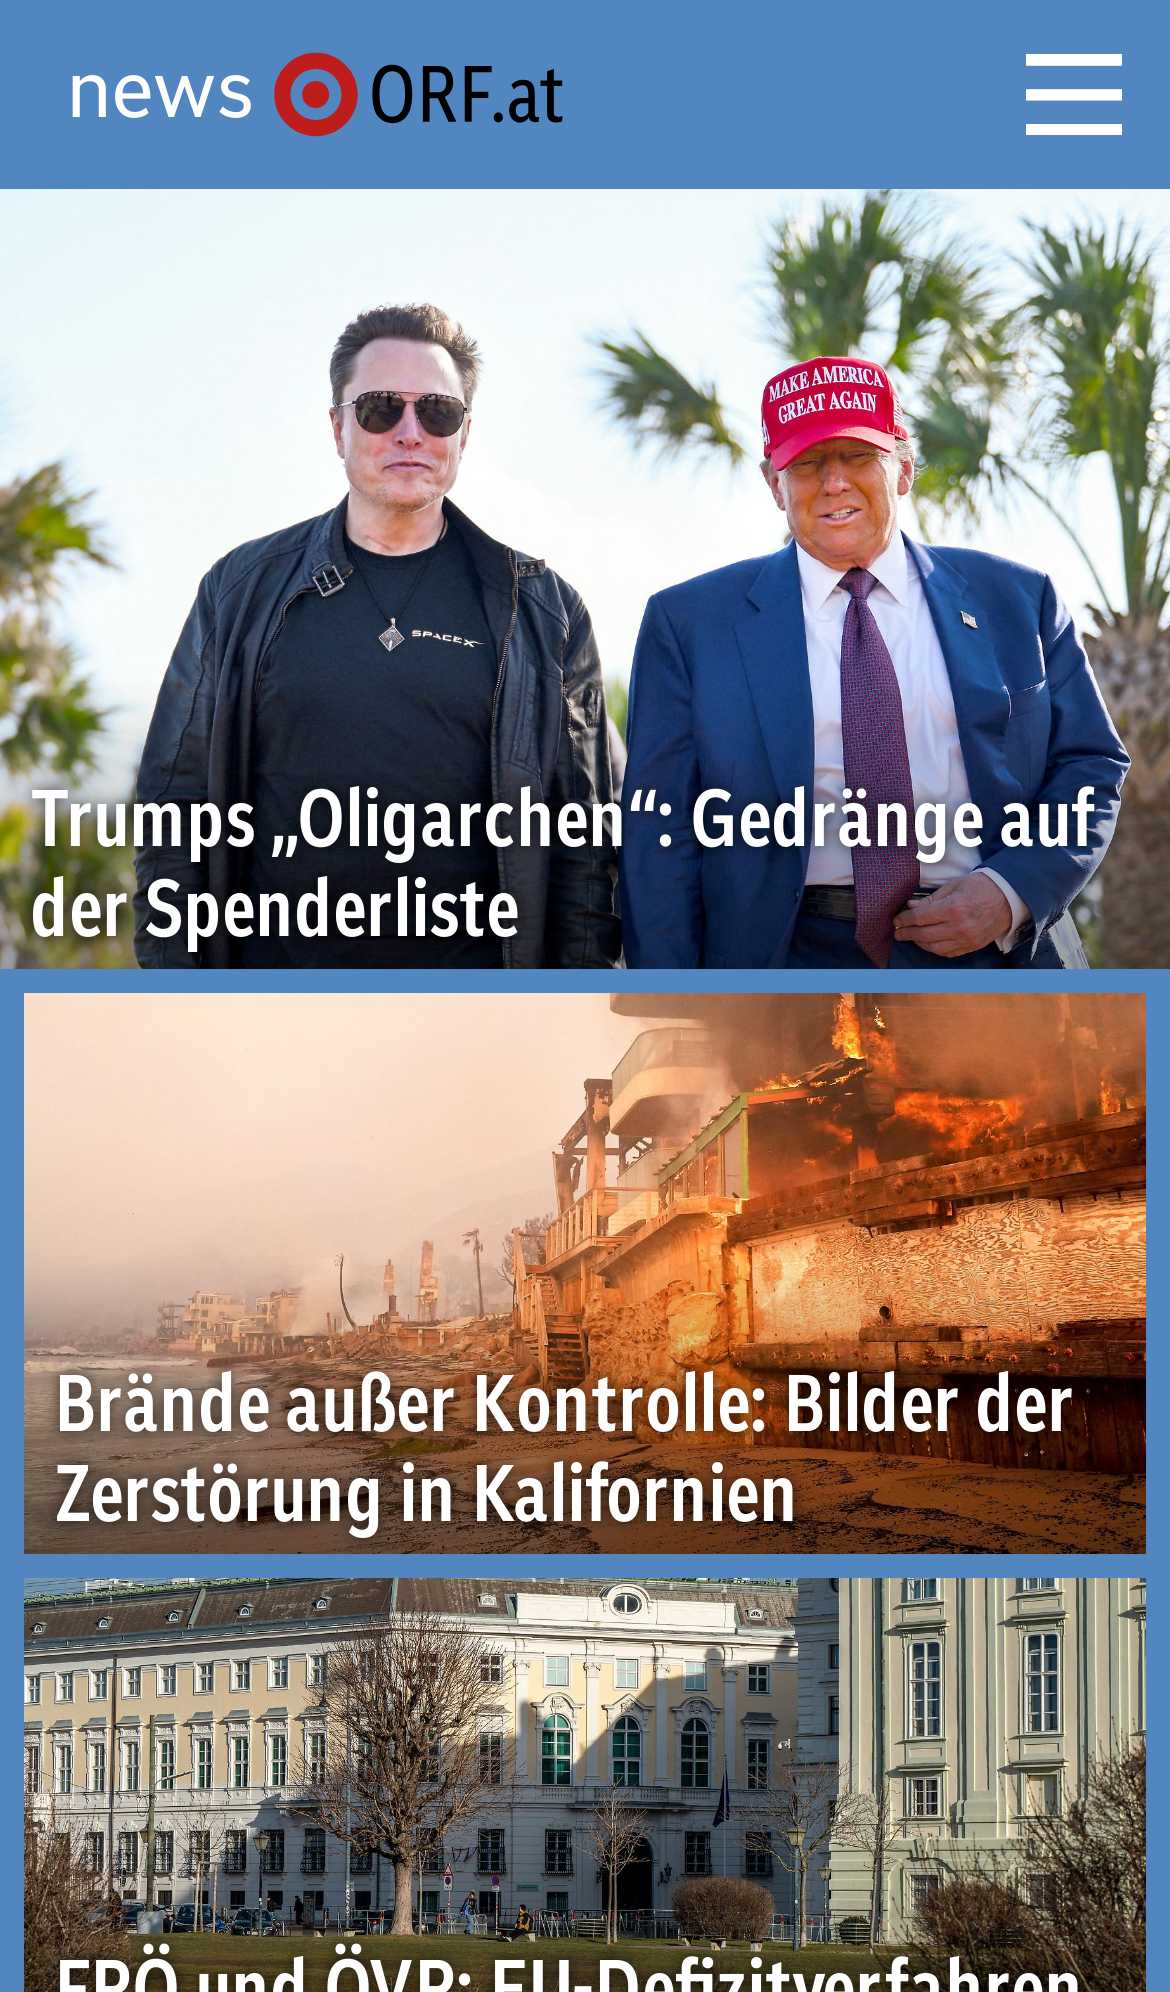 news ORF.at
MAKE AMERICA
GREAT AGAIN
SPACEX
Trumps „Oligarchen“: Gedränge auf
der Spenderliste
Brände außer Kontrolle: Bilder der
Zerstörung in Kalifornien
FPÖ und ÖVP: EU-Defizitverfahren